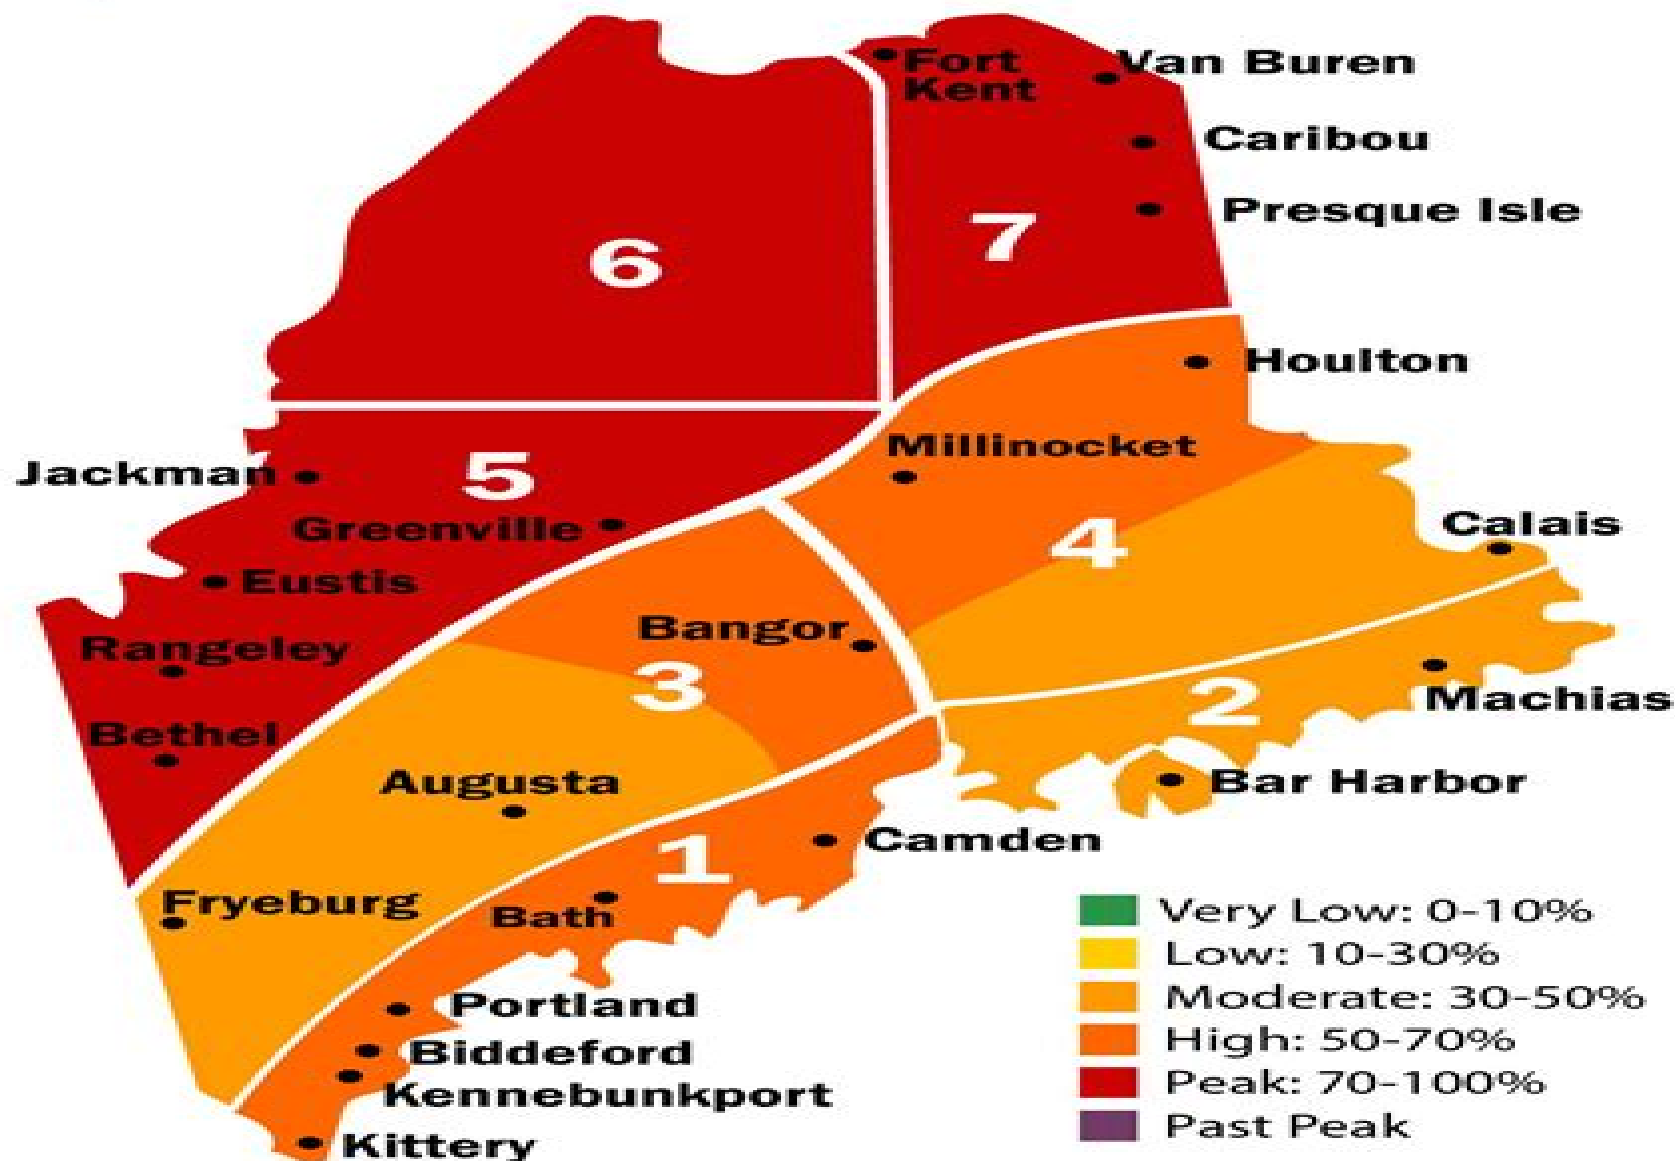 Fort
Kent
Van Buren
Caribou
Presque Isle
6
7
Houlton
Millinocket
Jackman
5
Greenville
Calais
4
Eustis
Bangor
Rangeley
3
2
Machias
Bethel
Augusta
Bar Harbor
1
Camden
Fryeburg
Bath
Portland
Biddeford
Kennebunkport
Kittery
Very Low: 0-10%
Low: 10-30%
Moderate: 30-50%
High: 50-70%
Peak: 70-100%
Past Peak